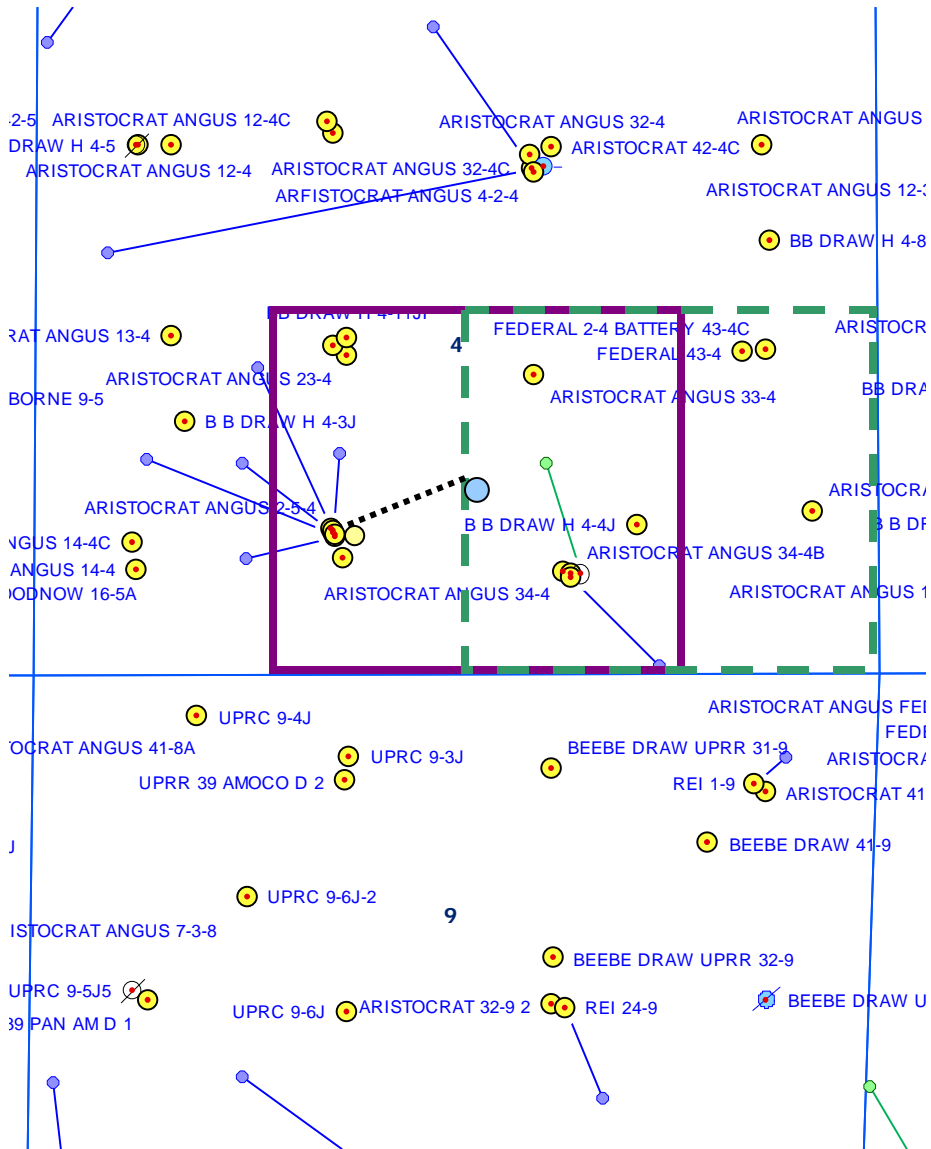 2-5 ARISTOCRAT ANGUS 12-4C
ARISTOCRAT ANGUS 32-4
ARISTOCRAT ANGUS
DRAW H 4-5
ARISTOCRAT 42-4C
ARISTOCRAT ANGUS 12-4
ARISTOCRAT ANGUS 32-4C
ARISTOCRAT ANGUS 12-3
ARFISTOCRAT ANGUS 4-2-4
BB DRAW H 4-8
BB DRAW H 4-11JI
FEDERAL 2-4 BATTERY 43-4C
ARISTOCR
RAT ANGUS 13-4
4
FEDERAL 43-4
ARISTOCRAT ANGUS 23-4
BORNE 9-5
ARISTOCRAT ANGUS 33-4
BB DRA
B B DRAW H 4-3J
ARISTOCRA
ARISTOCRAT ANGUS 2-5-4
B B DRAW H 4-4J
B B DR
NGUS 14-4C
ARISTOCRAT ANGUS 34-4B
ANGUS 14-4
ODNOW 16-5A
ARISTOCRAT ANGUS 34-4
ARISTOCRAT ANGUS 1
ARISTOCRAT ANGUS FED
UPRC 9-4J
FEDE
TOCRAT ANGUS 41-8A
UPRC 9-3J
BEEBE DRAW UPRR 31-9
ARISTOCRA
UPRR 39 AMOCO D 2
REI 1-9
ARISTOCRAT 41
J
BEEBE DRAW 41-9
UPRC 9-6J-2
9
ISTOCRAT ANGUS 7-3-8
BEEBE DRAW UPRR 32-9
UPRC 9-5J5
UPRC 9-6J
ARISTOCRAT 32-9 2
REI 24-9
BEEBE DRAW U
39 PAN AM D 1